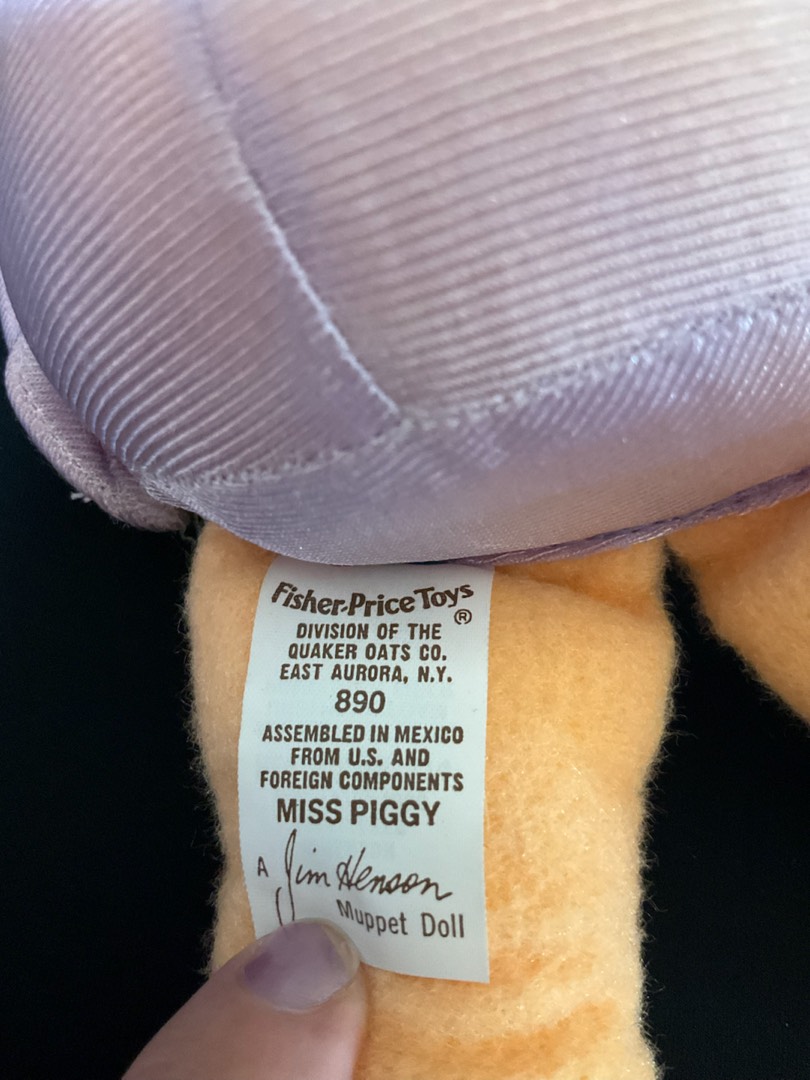 Fisher-Price Toys
®
DIVISION OF THE
QUAKER OATS CO.
EAST AURORA, N.Y.
890
ASSEMBLED IN MEXICO
FROM U.S. AND
FOREIGN COMPONENTS
MISS PIGGY
A Jim Henson
Muppet Doll